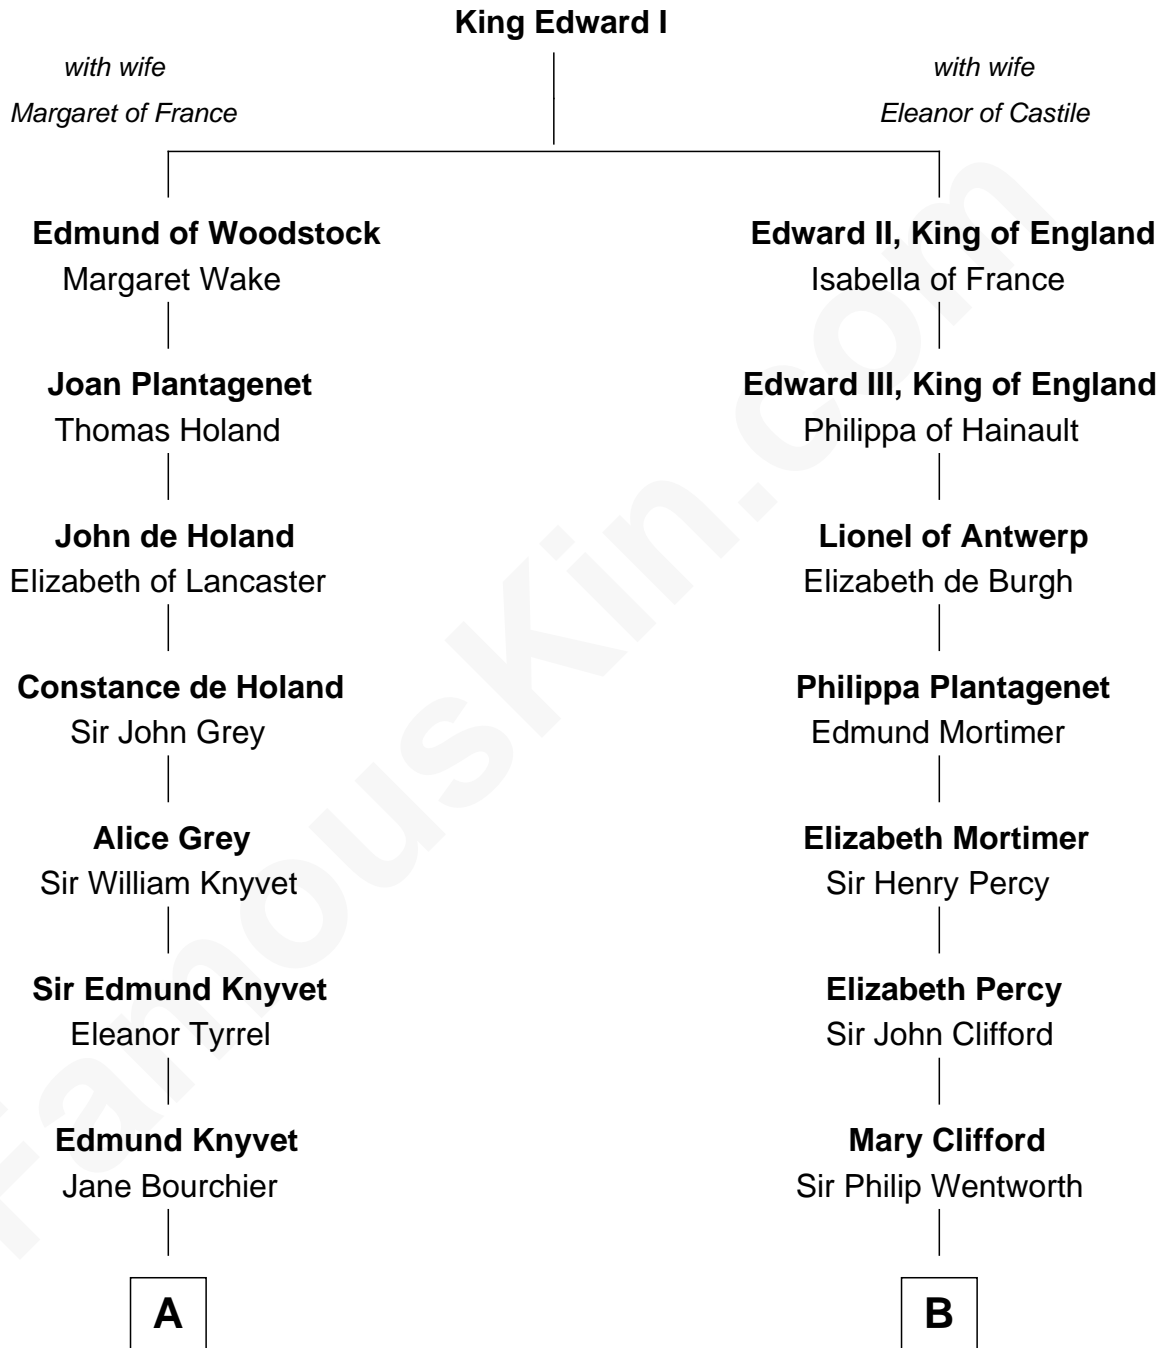 King Edward I
with wife
Margaret of France
with wife
Eleanor of Castile
Edmund of Woodstock
Margaret Wake
Edward II, King of England
Isabella of France
Joan Plantagenet
Thomas Holand
Edward III, King of England
Philippa of Hainault
John de Holand
Elizabeth of Lancaster
Lionel of Antwerp
Elizabeth de Burgh
Constance de Holand
Sir John Grey
Philippa Plantagenet
Edmund Mortimer
Alice Grey
Sir William Knyvet
Elizabeth Mortimer
Sir Henry Percy
Sir Edmund Knyvet
Eleanor Tyrrel
Elizabeth Percy
Sir John Clifford
Edmund Knyvet
Jane Bourchier
Mary Clifford
Sir Philip Wentworth
A
B
FamousKin.com